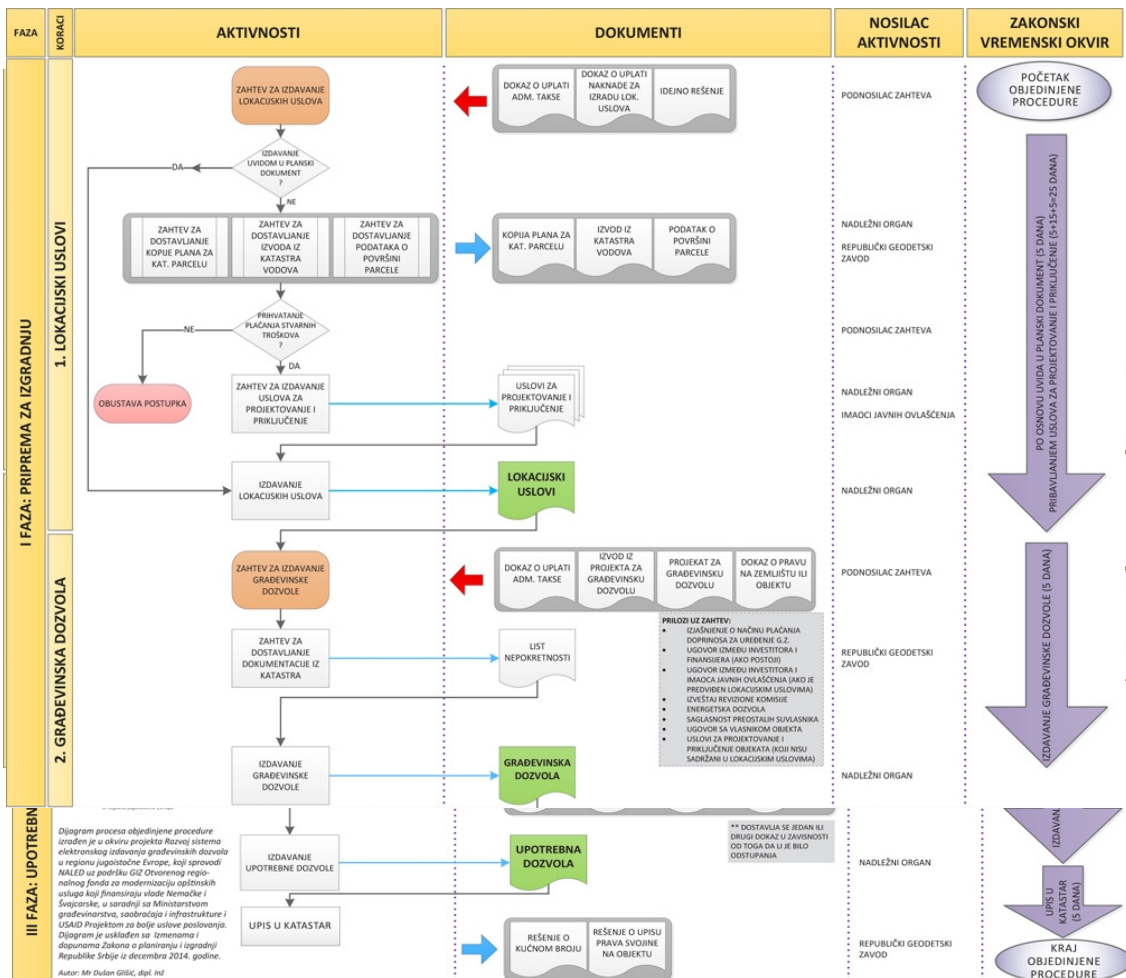 FAZA
KORACI
AKTIVNOSTI
DOKUMENTI
NOSILAC
AKTIVNOSTI
ZAKONSKI
VREMENSKI OKVIR
I FAZA: PRIPREMA ZA IZGRADNJU
1. LOKACIJSKI USLOVI
ZAHTEV ZA IZDAVANJE
LOKACIJSKIH USLOVA
DOKAZ O UPLATI
ADM. TAKSE
DOKAZ O UPLATI
NAKNADE ZA
IZRADU LOK.
USLOVA
IDEJNO REŠENJE
PODNOSILAC ZAHTEVA
POČETAK
OBJEDINJENE
PROCEDURE
IZDAVANJE
UVIDOM U PLANSKI
DOKUMENT
?
DA
NE
ZAHTEV ZA
DOSTAVLJANJE
KOPIJE PLANA ZA
KAT. PARCELU
ZAHTEV ZA
DOSTAVLJANJE
IZVODA IZ
KATASTRA
VODOVA
ZAHTEV ZA
DOSTAVLJANJE
PODATAKA O
POVRŠINI
PARCELE
KOPIJA PLANA ZA
KAT. PARCELU
IZVOD IZ
KATASTRA
VODOVA
PODATAK O
POVRŠINI
PARCELE
NADLEŽNI ORGAN
REPUBLIČKI GEODETSKI
ZAVOD
PO OSNOVU UVIDA U PLANSKI DOKUMENT (5 DANA)
PRIBAVLJANJEM USLOVA ZA PROJEKTOVANJE I PRIKLJUČENJE (5+15+5=25 DANA)
PRIHVATANJE
PLAĆANJA STVARNIH
TROŠKOVA
?
NE
DA
PODNOSILAC ZAHTEVA
OBUSTAVA POSTUPKA
ZAHTEV ZA IZDAVANJE
USLOVA ZA
PROJEKTOVANJE I
PRIKLJUČENJE
USLOVI ZA
PROJEKTOVANJE I
PRIKLJUČENJE
NADLEŽNI ORGAN
IMAOCI JAVNIH OVLAŠĆENJA
IZDAVANJE
LOKACIJSKIH USLOVA
LOKACIJSKI
USLOVI
NADLEŽNI ORGAN
2. GRAĐEVINSKA DOZVOLA
ZAHTEV ZA IZDAVANJE
GRAĐEVINSKE
DOZVOLE
DOKAZ O UPLATI
ADM. TAKSE
IZVOD IZ
PROJEKTA ZA
GRAĐEVINSKU
DOZVOLU
PROJEKAT ZA
GRAĐEVINSKU
DOZVOLU
DOKAZ O PRAVU
NA ZEMLJIŠTU ILI
OBJEKTU
PODNOSILAC ZAHTEVA
IZDAVANJE GRAĐEVINSKE DOZVOLE (5 DANA)
ZAHTEV ZA
DOSTAVLJANJE
DOKUMENTACIJE IZ
KATASTRA
LIST
NEPOKRETNOSTI
PRILOZI UZ ZAHTEV:
• IZJAŠNJENJE O NAČINU PLAĆANJA
DOPRINOSA ZA UREĐENJE G.Z.
• UGOVOR IZMEĐU INVESTITORA I
FINANSIJERA (AKO POSTOJI)
• UGOVOR IZMEĐU INVESTITORA I
IMAOCA JAVNIH OVLAŠĆENJA (AKO JE
PREDVIĐEN LOKACIJSKIM USLOVIMA)
• IZVEŠTAJ REVIZIONE KOMISIJE
• ENERGETSKA DOZVOLA
• SAGLASNOST PREOSTALIH SUVLASNIKA
• UGOVOR SA VLASNIKOM OBJEKTA
• USLOVI ZA PROJEKTOVANJE I
PRIKLJUČENJE OBJEKATA (KOJI NISU
SADRŽANI U LOKACIJSKIM USLOVIMA)
REPUBLIČKI GEODETSKI
ZAVOD
IZDAVANJE
GRAĐEVINSKE
DOZVOLE
GRAĐEVINSKA
DOZVOLA
NADLEŽNI ORGAN
III FAZA: UPOTREBN
Dijagram procesa objedinjene procedure
izrađen je u okviru projekta Razvoj sistema
elektronskog izdavanja građevinskih dozvola
u regionu jugoistočne Evrope, koji sprovodi
NALED uz podršku GIZ Otvorenog regio-
nalnog fonda za modernizaciju opštinskih
usluga koji finansiraju vlade Nemačke i
Švajcarske, u saradnji sa Ministarstvom
građevinarstva, saobraćaja i infrastrukture i
USAID Projektom za bolje uslove poslovanja.
Dijagram je usklađen sa Izmenama i
dopunama Zakona o planiranju i izgradnji
Republike Srbije iz decembra 2014. godine.
Autor: Mr Dušan Glišić, dipl. Inž
IZDAVANJE
UPOTREBNE DOZVOLE
UPOTREBNA
DOZVOLA
** DOSTAVLJA SE JEDAN ILI
DRUGI DOKAZ U ZAVISNOSTI
OD TOGA DA LI JE BILO
ODSTUPANJA
NADLEŽNI ORGAN
IZDAVAN
UPIS U KATASTAR
UPIS U
KATASTAR
(5 DANA)
REŠENJE O
KUĆNOM BROJU
REŠENJE O UPISU
PRAVA SVOJINE
NA OBJEKTU
REPUBLIČKI GEODETSKI
ZAVOD
KRAJ
OBJEDINJENE
PROCEDURE